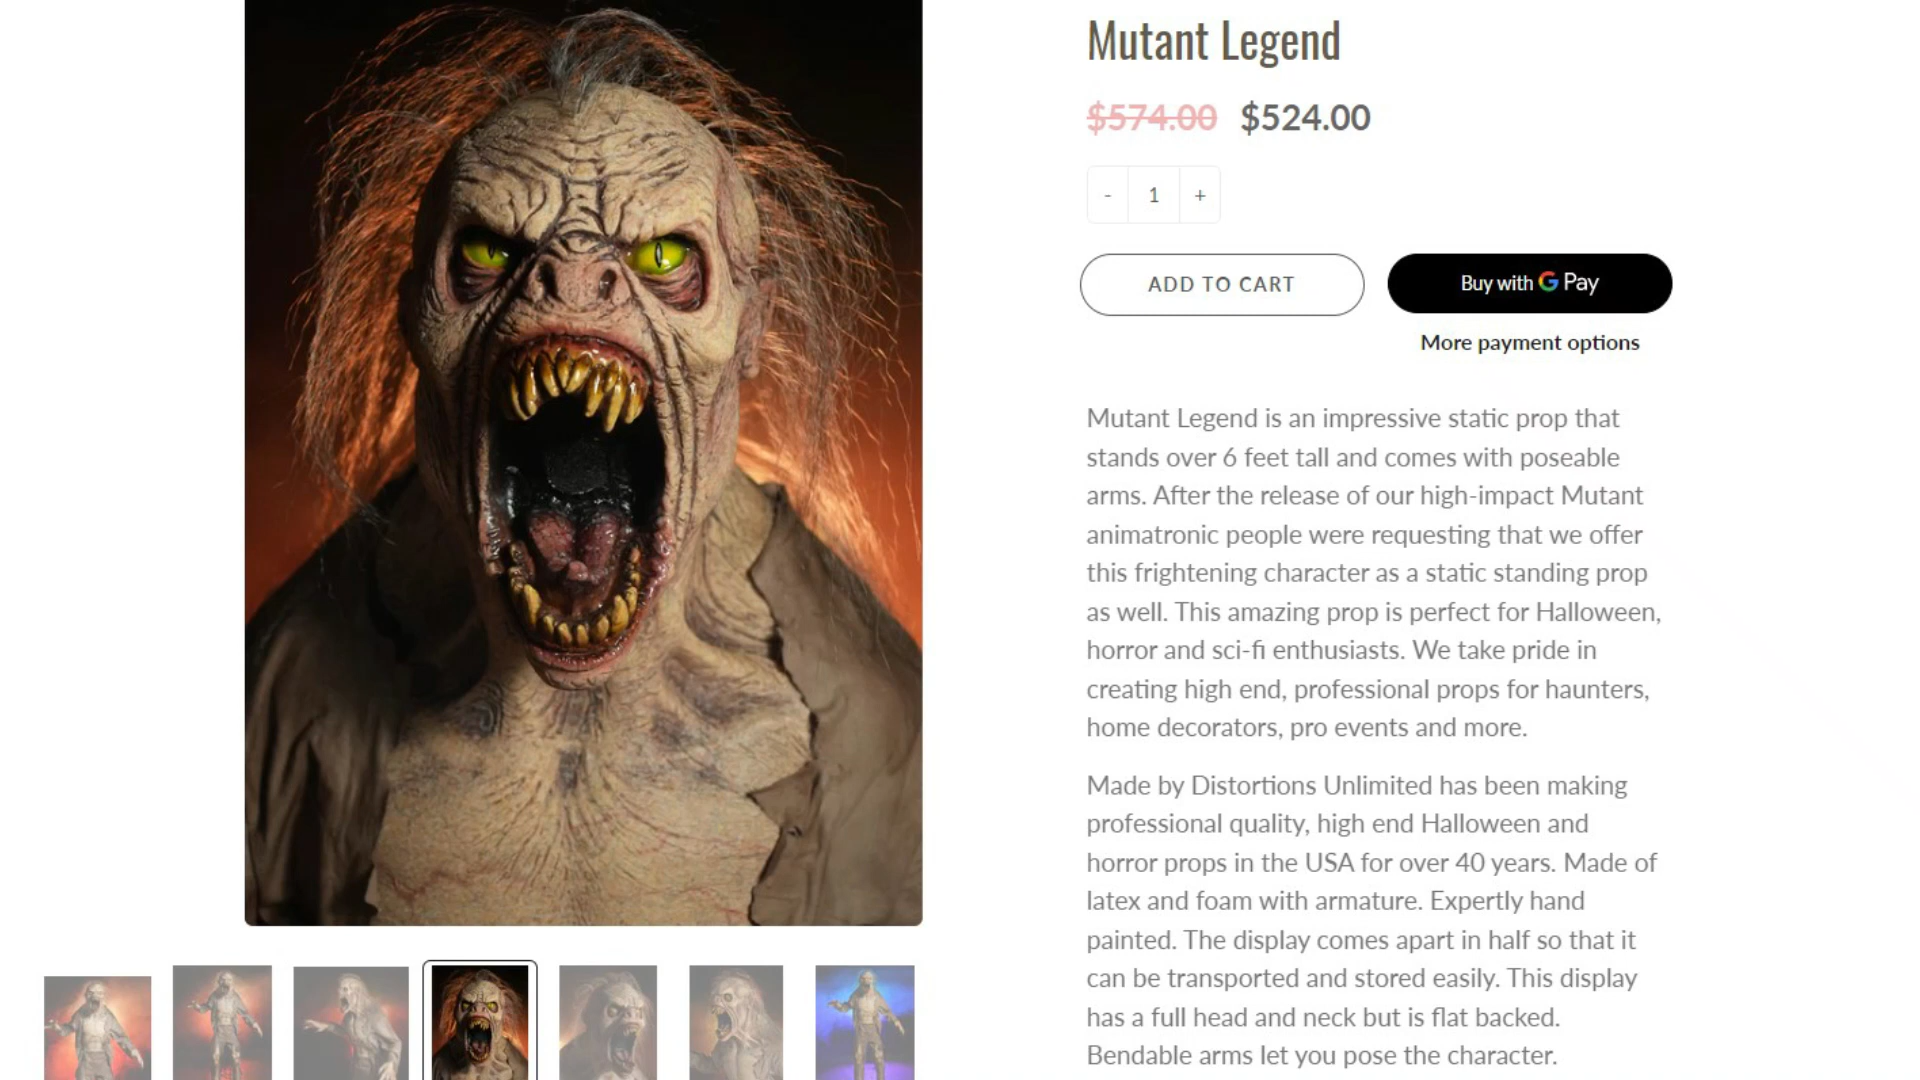 Mutant Legend
$574.00 $524.00
- 1 +
ADD TO CART
Buy with G Pay
More payment options
Mutant Legend is an impressive static prop that
stands over 6 feet tall and comes with poseable
arms. After the release of our high-impact Mutant
animatronic people were requesting that we offer
this frightening character as a static standing prop
as well. This amazing prop is perfect for Halloween,
horror and sci-fi enthusiasts. We take pride in
creating high end, professional props for haunters,
home decorators, pro events and more.
Made by Distortions Unlimited has been making
professional quality, high end Halloween and
horror props in the USA for over 40 years. Made of
latex and foam with armature. Expertly hand
painted. The display comes apart in half so that it
can be transported and stored easily. This display
has a full head and neck but is flat backed.
Bendable arms let you pose the character.